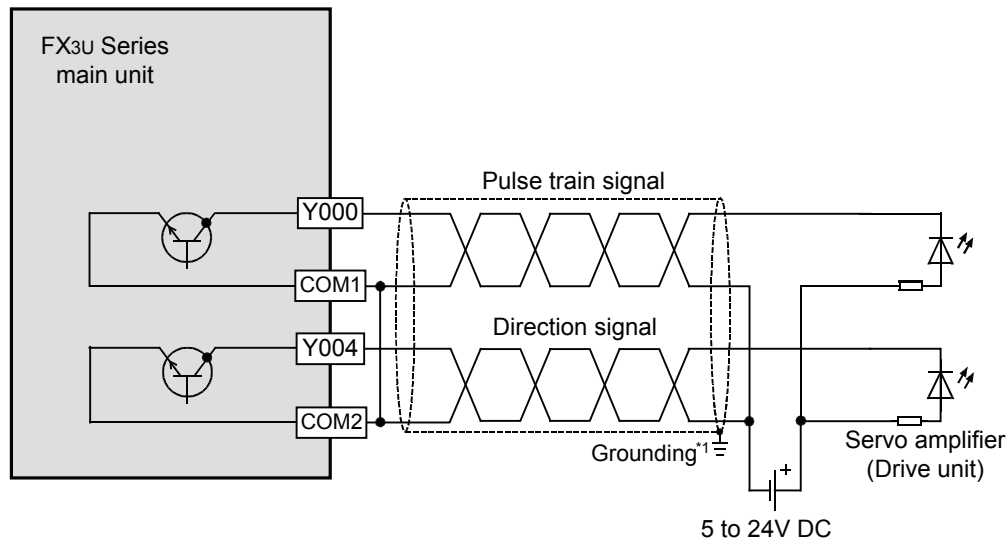 FX3U Series
main unit
Pulse train signal
Y000
COM1
Direction signal
Y004
COM2
Grounding*1
+
Servo amplifier
(Drive unit)
5 to 24V DC